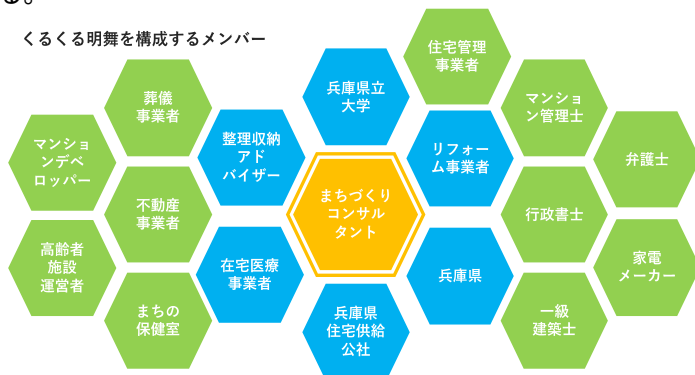 くるくる明舞を構成するメンバー
住宅管理
事業者
兵庫県立
大学
葬儀
事業者
マンショ
ン管理士
整理収納
アド
バイザー
リフォー
ム事業者
マンショ
ンデベ
ロッパー
弁護士
まちづくり
コンサル
タント
不動産
事業者
行政書士
高齢者
施設
運営者
在宅医療
事業者
兵庫県
家電
メーカー
まちの
保健室
兵庫県
住宅供給
公社
一級
建築士